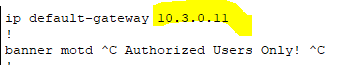 ip default-gateway 10.3.0.11
!
banner motd ^C Authorized Users Only! ^C